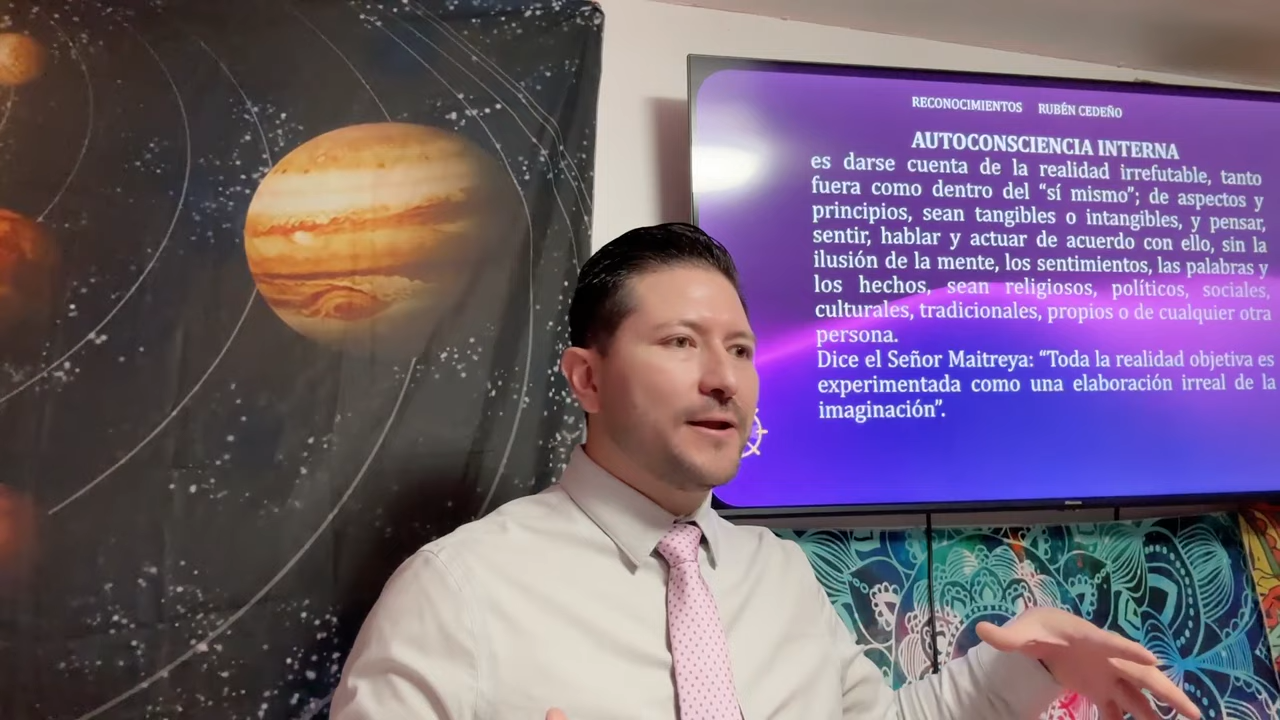 RECONOCIMIENTOS RUBÉN CEDEÑO
AUTOCONSCIENCIA INTERNA
es darse cuenta de la realidad irrefutable, tanto
fuera como dentro del “sí mismo”; de aspectos y
principios, sean tangibles o intangibles, y pensar,
sentir, hablar y actuar de acuerdo con ello, sin la
ilusión de la mente, los sentimientos, las palabras y
los hechos, sean religiosos, políticos, sociales,
culturales, tradicionales, propios o de cualquier otra
persona.
Dice el Señor Maitreya: “Toda la realidad objetiva es
experimentada como una elaboración irreal de la
imaginación”.